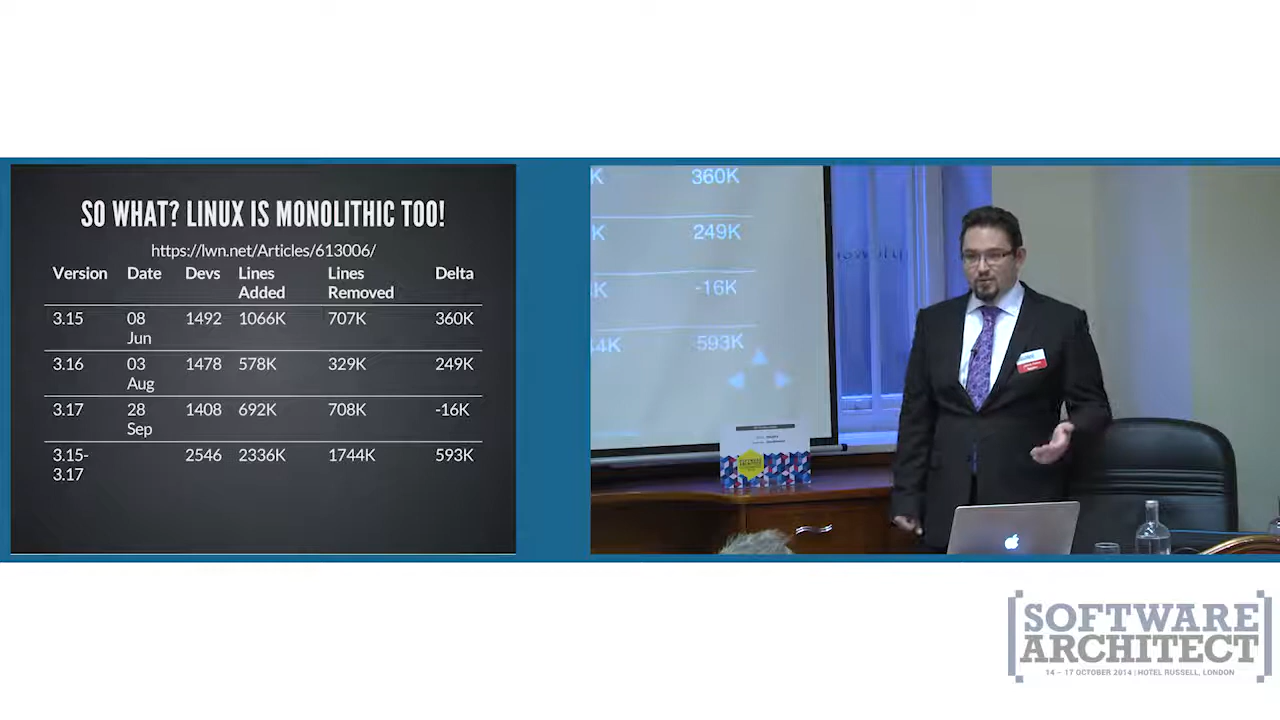 SO WHAT? LINUX IS MONOLITHIC TOO!
https://lwn.net/Articles/613006/
Version Date Devs Lines Added Lines Removed Delta
3.15 08 Jun 1492 1066K 707K 360K
3.16 03 Aug 1478 578K 329K 249K
3.17 28 Sep 1408 692K 708K -16K
3.15-3.17 2546 2336K 1744K 593K
K 360K
K 249K
K -16K
4K -593K
SOFTWARE
ARCHITECT
14 – 17 OCTOBER 2014 | HOTEL RUSSELL, LONDON